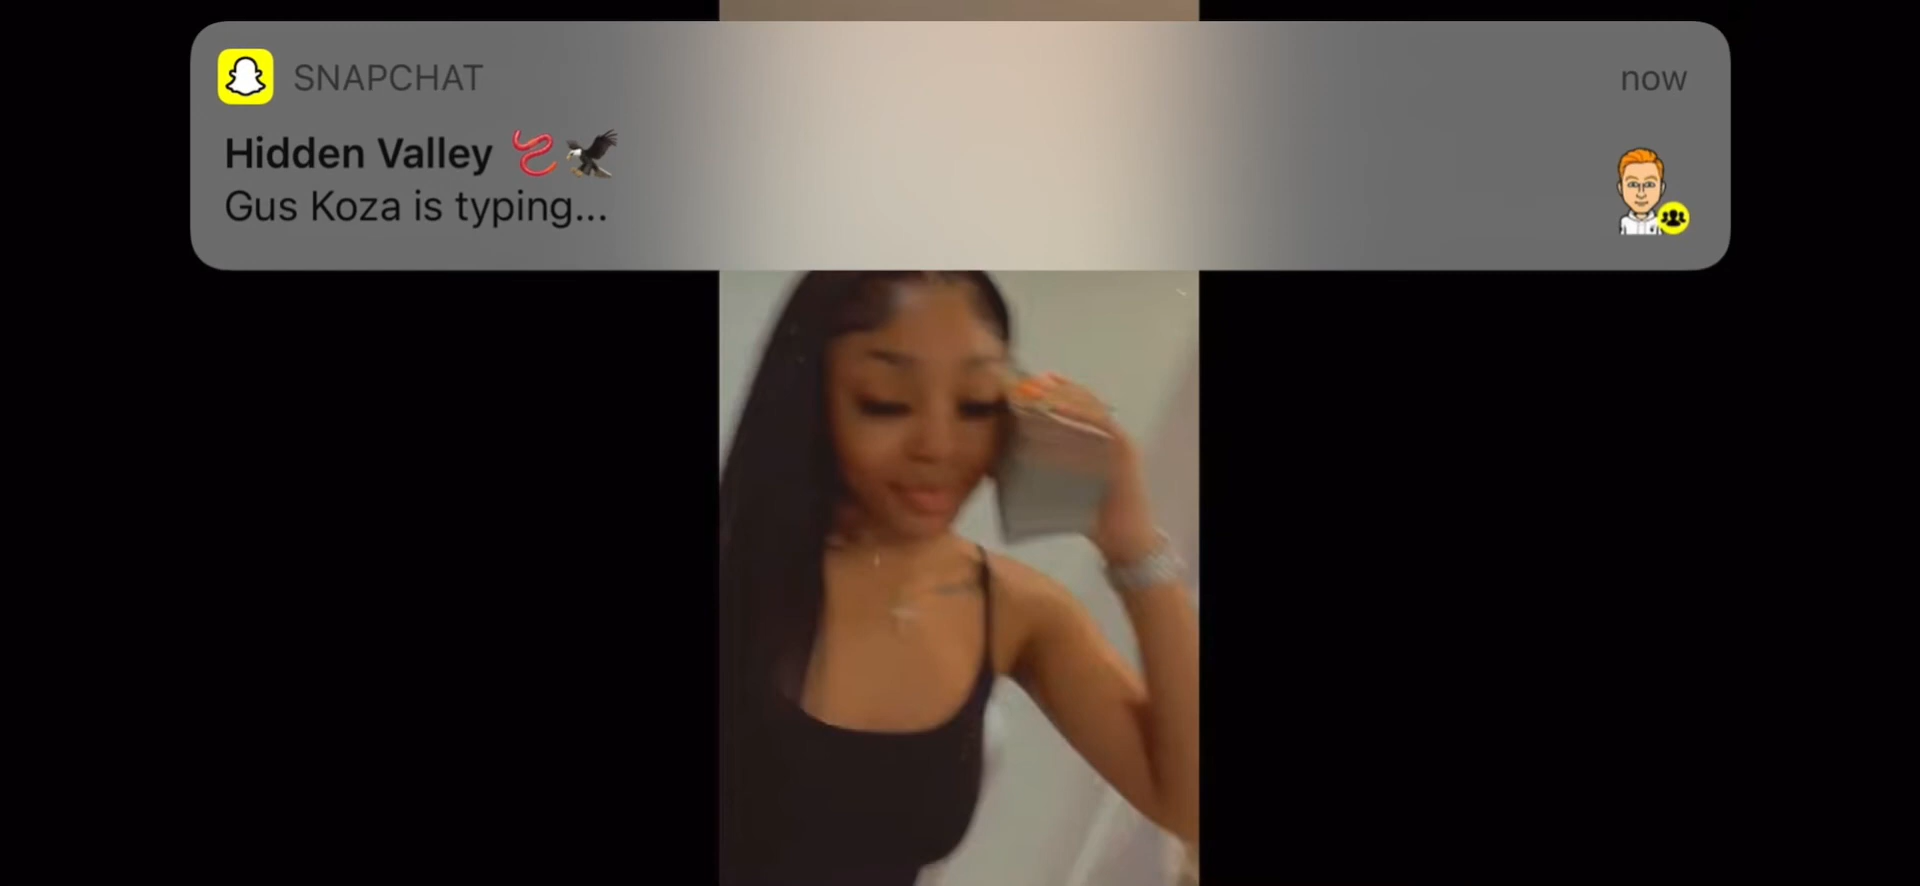 SNAPCHAT
now
Hidden Valley 🪱🦅
Gus Koza is typing...